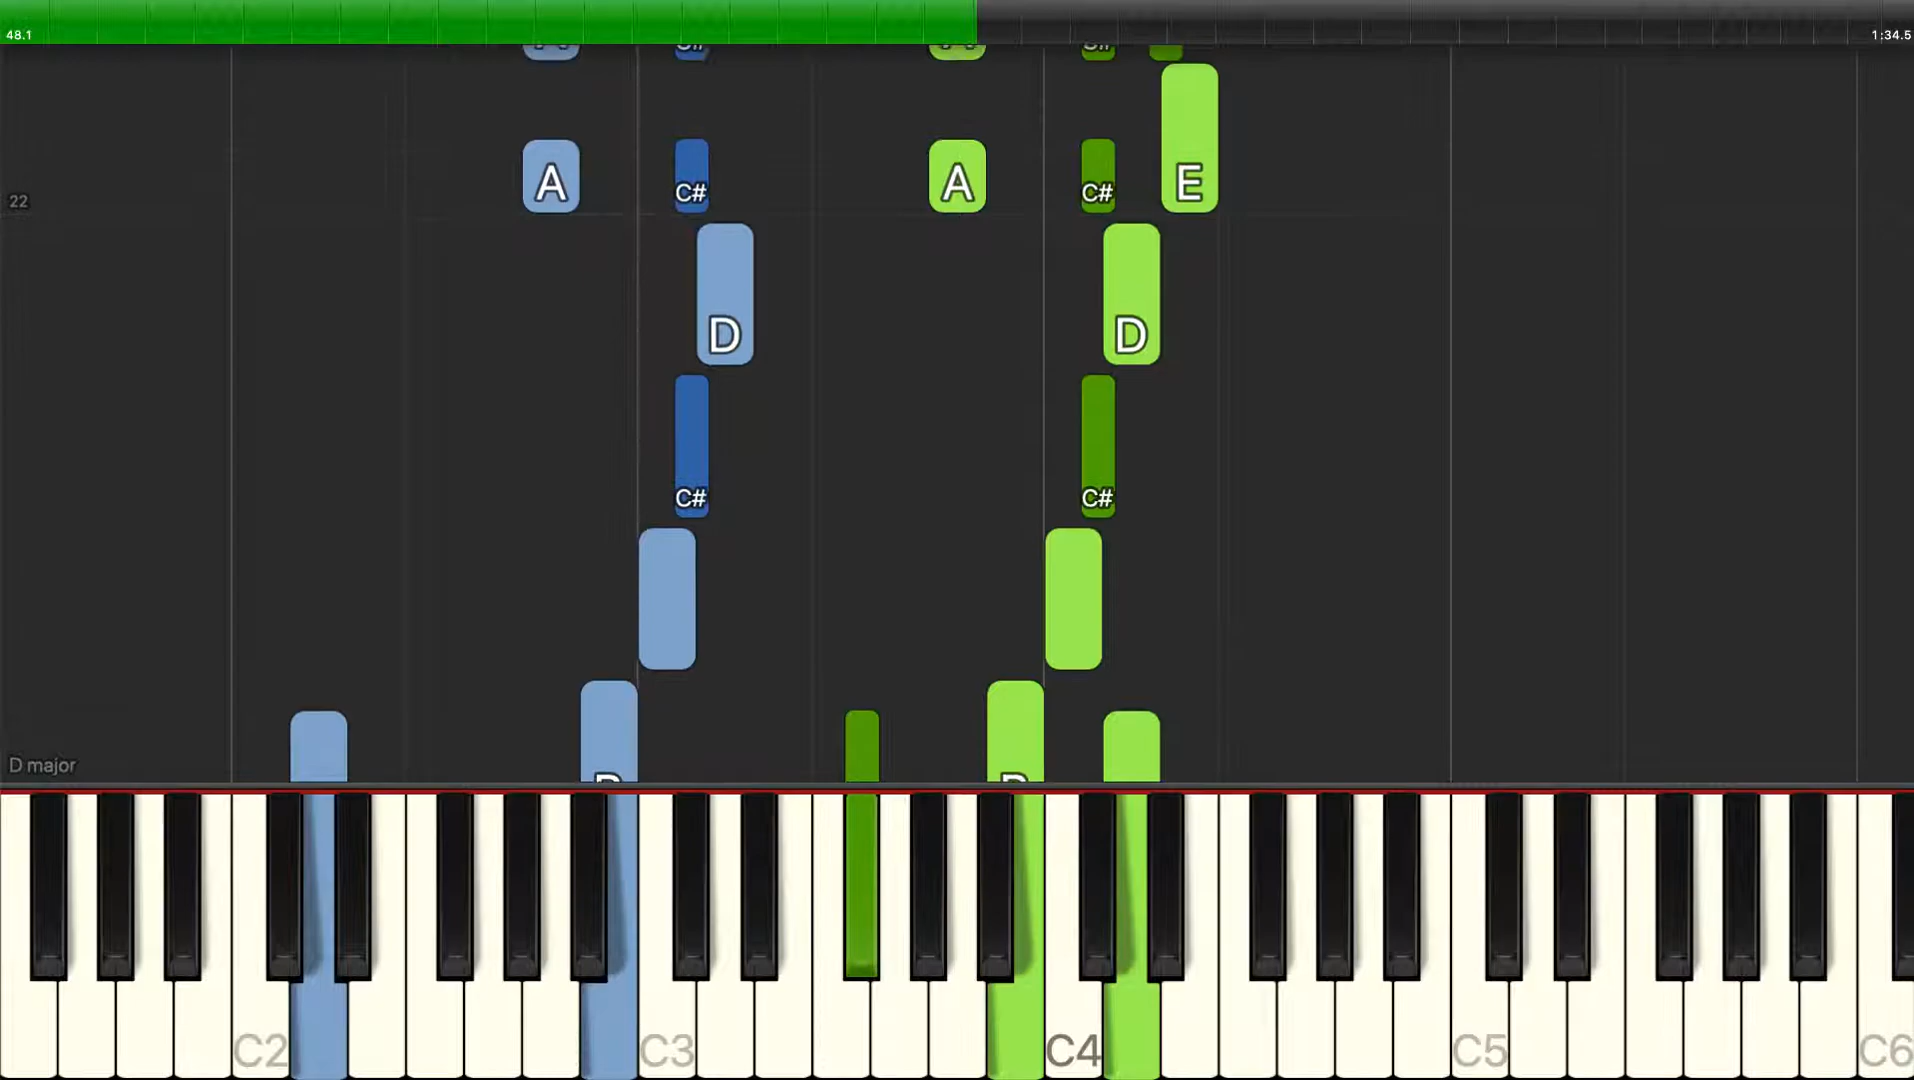 48.1
1:34.5
A C# A C# E
22
D D
C# C#
D major
C2 C3 C4 C5 C6